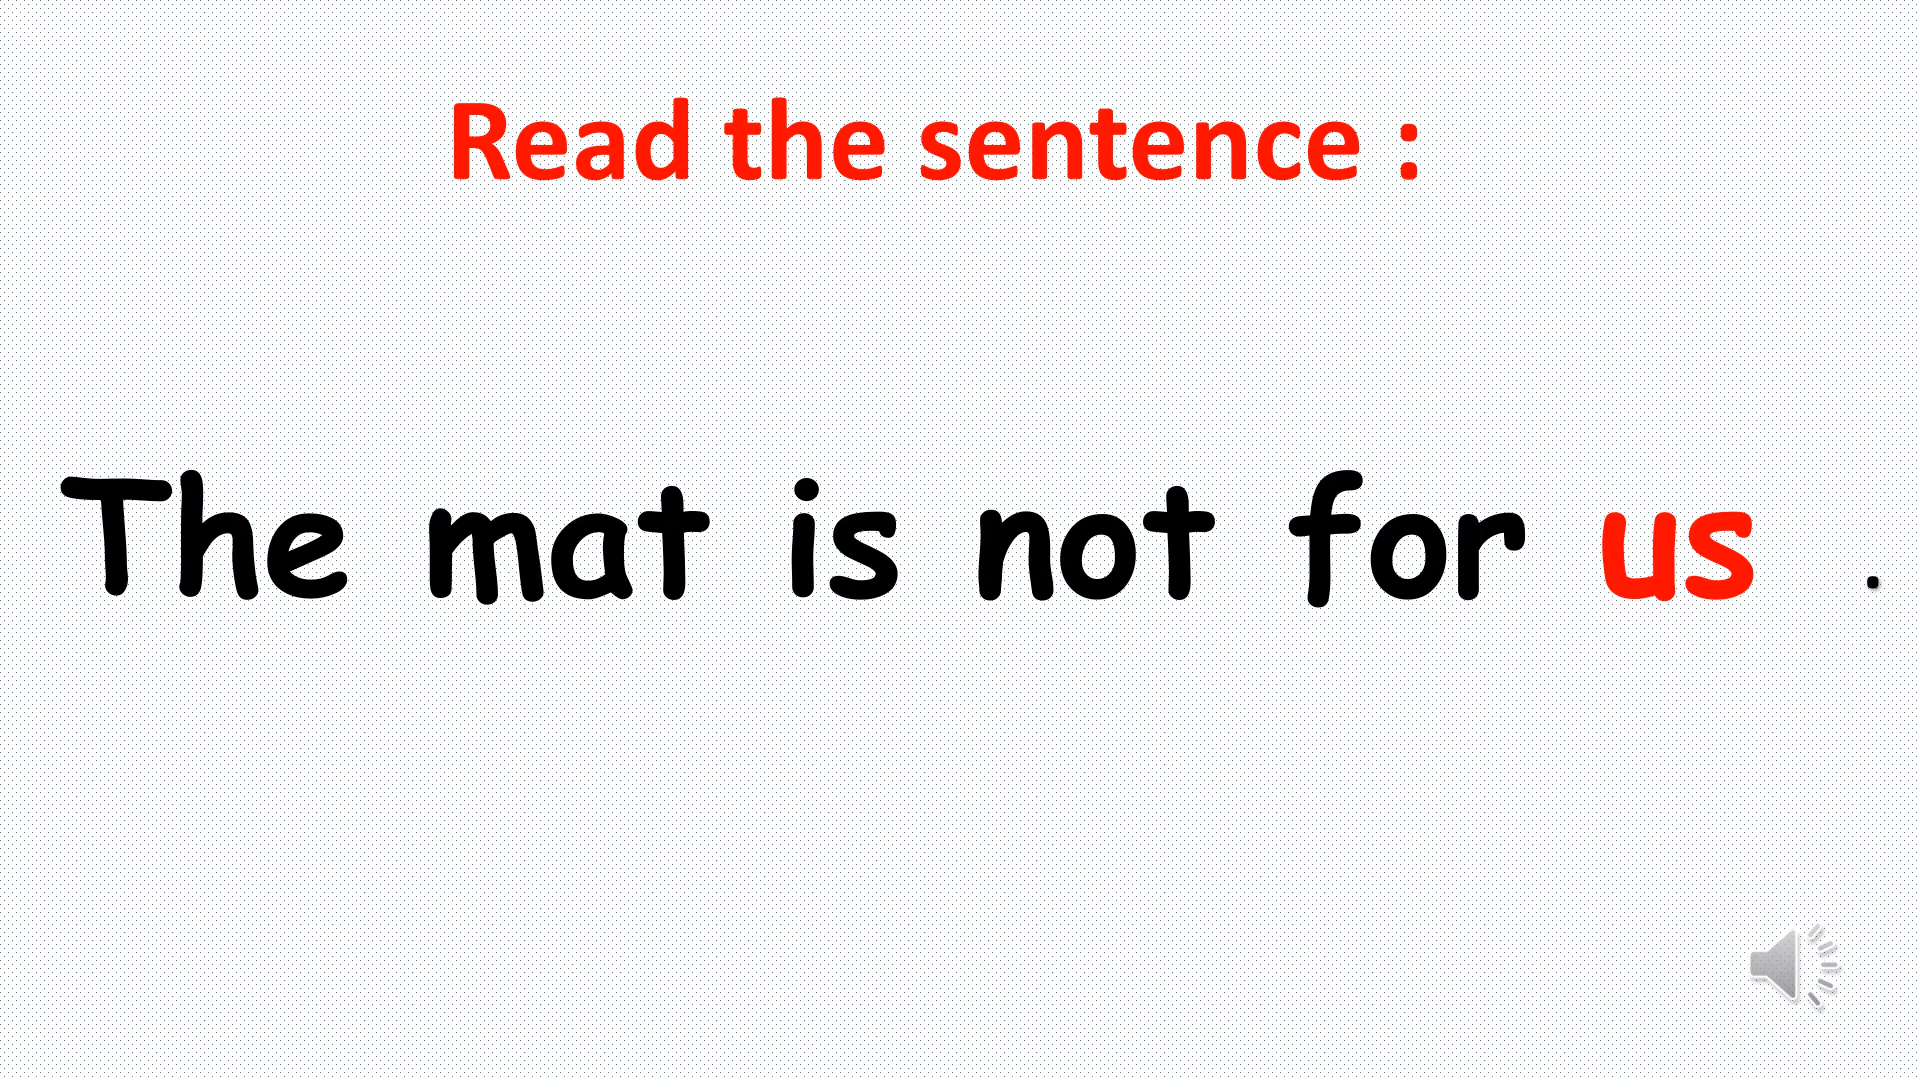 Read the sentence :
The mat is not for us .